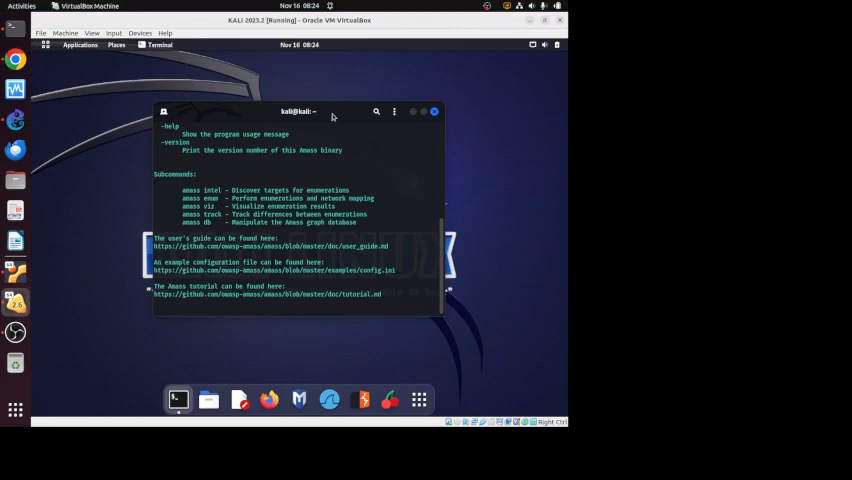 Activities VirtualBox Machine Nov 16 08:24
KALI 2023.2 [Running] - Oracle VM VirtualBox
File Machine View Input Devices Help
Applications Places Terminal Nov 16 08:24
kali@kali: ~
-help
Show the program usage message
-version
Print the version number of this Amass binary
Subcommands:
amass intel - Discover targets for enumerations
amass enum - Perform enumerations and network mapping
amass viz - Visualize enumeration results
amass track - Track differences between enumerations
amass db - Manipulate the Amass graph database
The user's guide can be found here:
https://github.com/owasp-amass/amass/blob/master/doc/user_guide.md
An example configuration file can be found here:
https://github.com/owasp-amass/amass/blob/master/examples/config.ini
The Amass tutorial can be found here:
https://github.com/owasp-amass/amass/blob/master/doc/tutorial.md
2.6
Right Ctrl